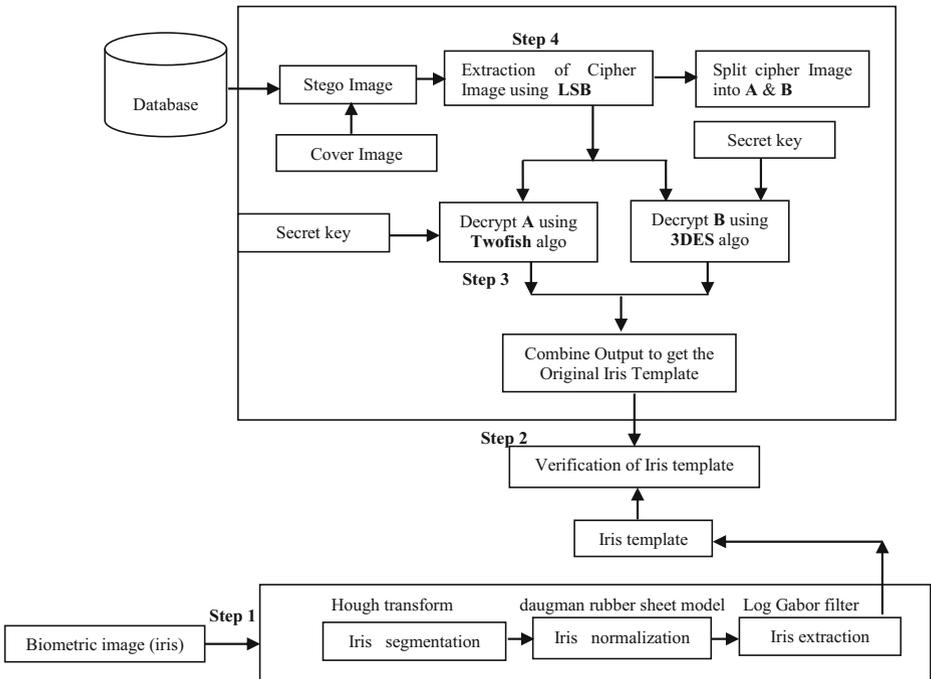 Step 4
Database
Stego Image
Extraction of Cipher
Image using LSB
Split cipher Image
into A & B
Cover Image
Secret key
Secret key
Decrypt A using
Twofish algo
Decrypt B using
3DES algo
Step 3
Combine Output to get the
Original Iris Template
Step 2
Verification of Iris template
Iris template
Step 1
Biometric image (iris)
Hough transform
daugman rubber sheet model
Log Gabor filter
Iris segmentation
Iris normalization
Iris extraction